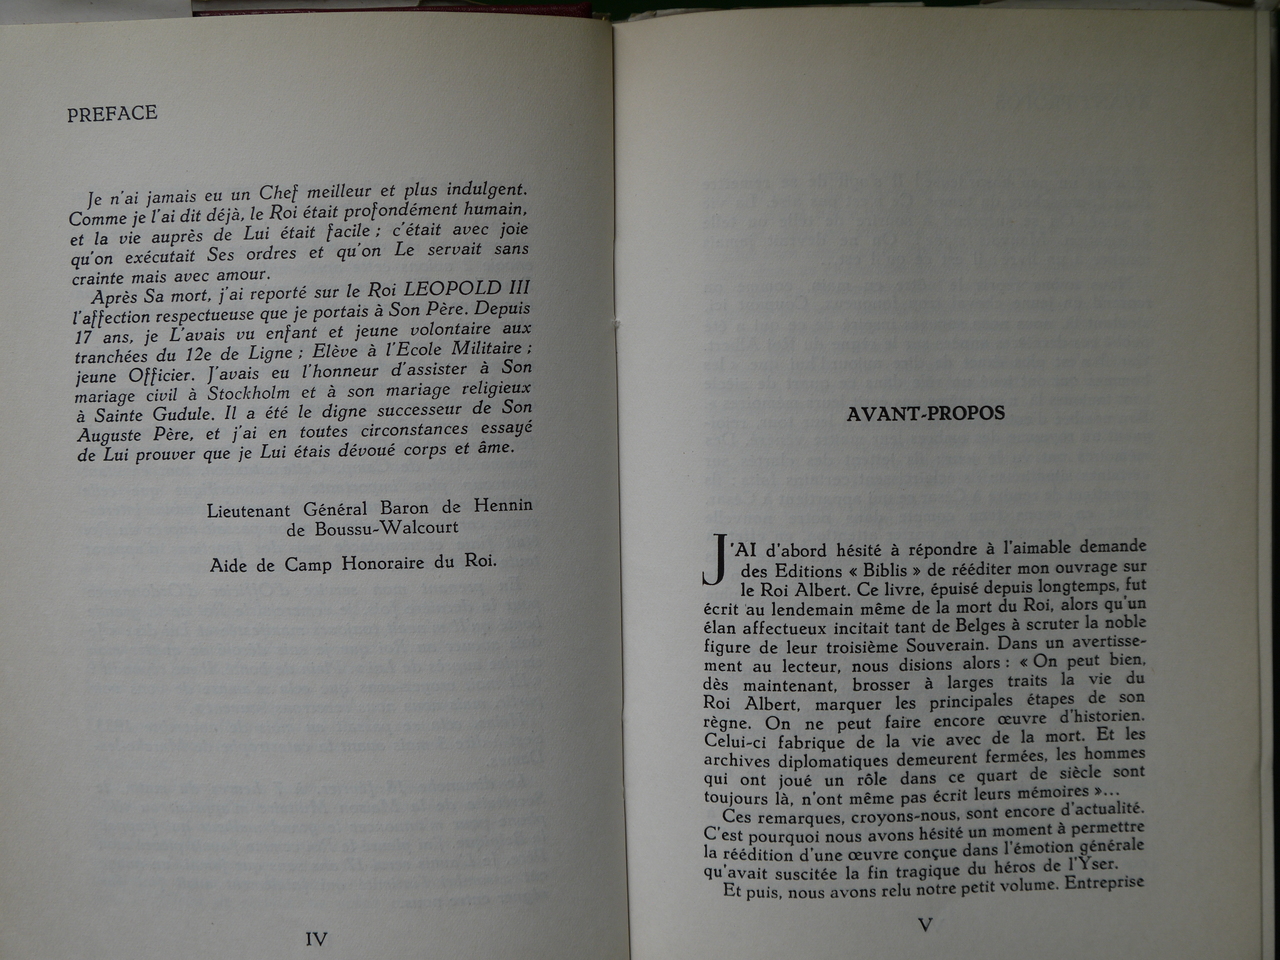 PREFACE
Je n'ai jamais eu un Chef meilleur et plus indulgent.
Comme je l'ai dit déjà, le Roi était profondément humain,
et la vie auprès de Lui était facile ; c'était avec joie
qu'on exécutait Ses ordres et qu'on Le servait sans
crainte mais avec amour.
Après Sa mort, j'ai reporté sur le Roi LEOPOLD III
l'affection respectueuse que je portais à Son Père. Depuis
17 ans, je L'avais vu enfant et jeune volontaire aux
tranchées du 12e de Ligne ; Elève à l'Ecole Militaire ;
jeune Officier. J'avais eu l'honneur d'assister à Son
mariage civil à Stockholm et à son mariage religieux
à Sainte Gudule. Il a été le digne successeur de Son
Auguste Père, et j'ai en toutes circonstances essayé
de Lui prouver que je Lui étais dévoué corps et âme.
Lieutenant Général Baron de Hennin
de Boussu-Walcourt
Aide de Camp Honoraire du Roi.
IV
AVANT-PROPOS
J'AI d'abord hésité à répondre à l'aimable demande
des Editions « Biblis » de rééditer mon ouvrage sur
le Roi Albert. Ce livre, épuisé depuis longtemps, fut
écrit au lendemain même de la mort du Roi, alors qu'un
élan affectueux incitait tant de Belges à scruter la noble
figure de leur troisième Souverain. Dans un avertisse-
ment au lecteur, nous disions alors : « On peut bien,
dès maintenant, brosser à larges traits la vie du
Roi Albert, marquer les principales étapes de son
règne. On ne peut faire encore œuvre d'historien.
Celui-ci fabrique de la vie avec de la mort. Et les
archives diplomatiques demeurent fermées, les hommes
qui ont joué un rôle dans ce quart de siècle sont
toujours là, n'ont même pas écrit leurs mémoires »...
Ces remarques, croyons-nous, sont encore d'actualité.
C'est pourquoi nous avons hésité un moment à permettre
la réédition d'une œuvre conçue dans l'émotion générale
qu'avait suscitée la fin tragique du héros de l'Yser.
Et puis, nous avons relu notre petit volume. Entreprise
V